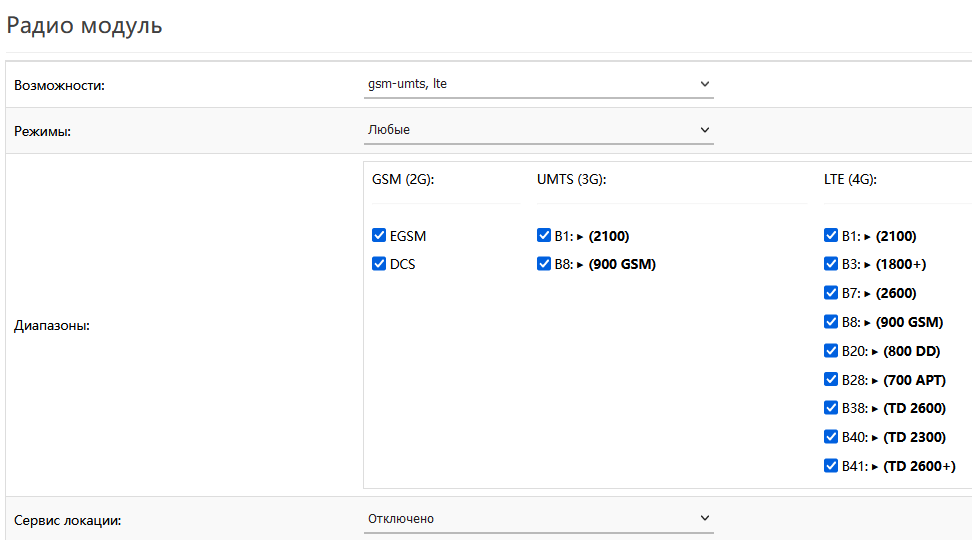 Радио модуль
Возможности: gsm-umts, lte
Режимы: Любые
Диапазоны:
GSM (2G): UMTS (3G): LTE (4G):
EGSM B1: ▸ (2100) B1: ▸ (2100)
DCS B8: ▸ (900 GSM) B3: ▸ (1800+)
B7: ▸ (2600)
B8: ▸ (900 GSM)
B20: ▸ (800 DD)
B28: ▸ (700 APT)
B38: ▸ (TD 2600)
B40: ▸ (TD 2300)
B41: ▸ (TD 2600+)
Сервис локации: Отключено